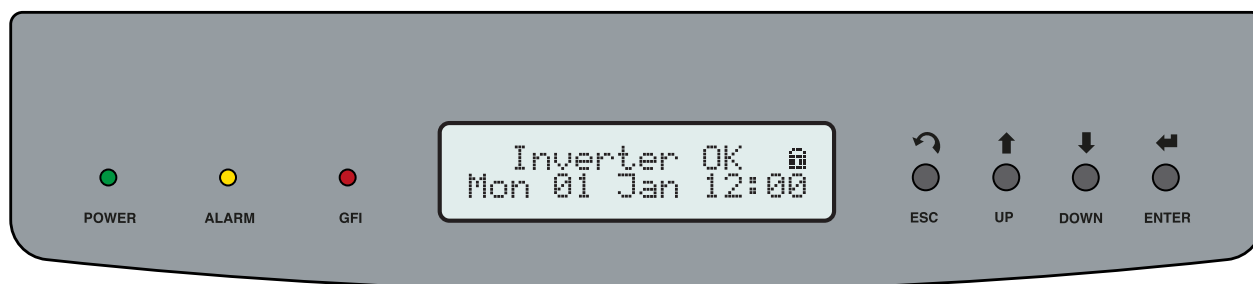 Inverter OK
Mon 01 Jan 12:00
POWER
ALARM
GFI
ESC
UP
DOWN
ENTER